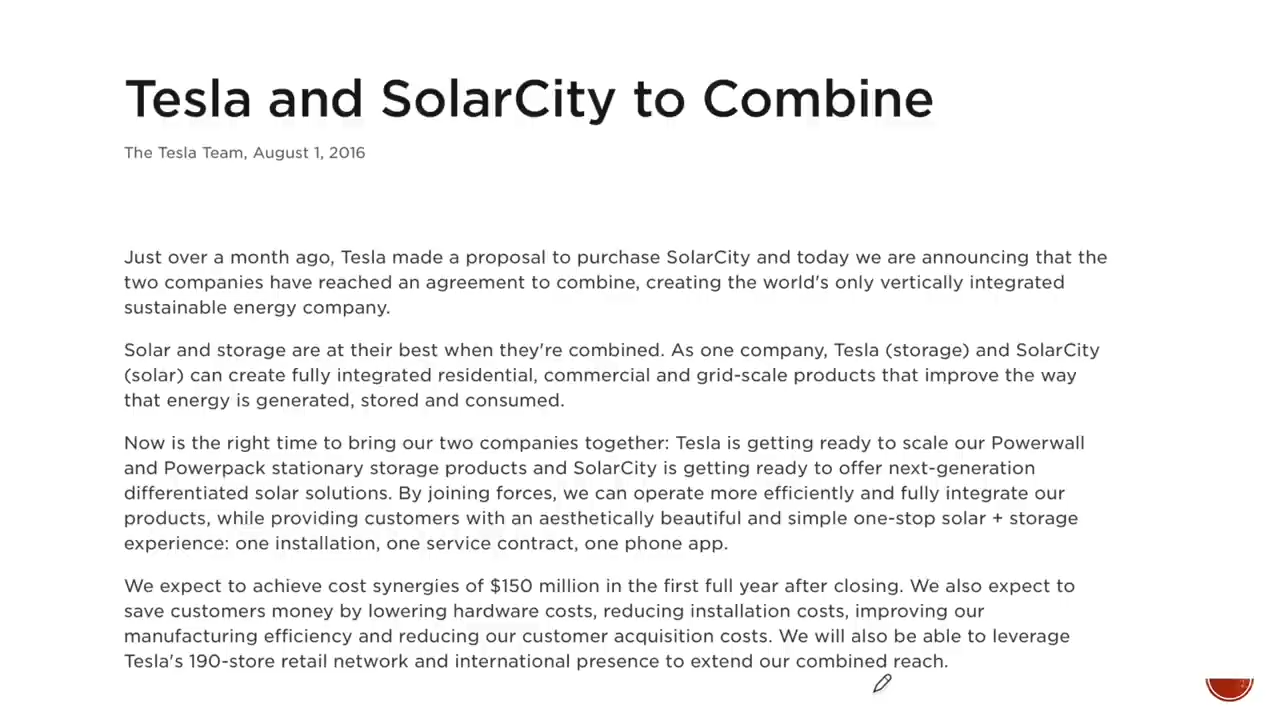 Tesla and SolarCity to Combine
The Tesla Team, August 1, 2016
Just over a month ago, Tesla made a proposal to purchase SolarCity and today we are announcing that the
two companies have reached an agreement to combine, creating the world's only vertically integrated
sustainable energy company.
Solar and storage are at their best when they're combined. As one company, Tesla (storage) and SolarCity
(solar) can create fully integrated residential, commercial and grid-scale products that improve the way
that energy is generated, stored and consumed.
Now is the right time to bring our two companies together: Tesla is getting ready to scale our Powerwall
and Powerpack stationary storage products and SolarCity is getting ready to offer next-generation
differentiated solar solutions. By joining forces, we can operate more efficiently and fully integrate our
products, while providing customers with an aesthetically beautiful and simple one-stop solar + storage
experience: one installation, one service contract, one phone app.
We expect to achieve cost synergies of $150 million in the first full year after closing. We also expect to
save customers money by lowering hardware costs, reducing installation costs, improving our
manufacturing efficiency and reducing our customer acquisition costs. We will also be able to leverage
Tesla's 190-store retail network and international presence to extend our combined reach.